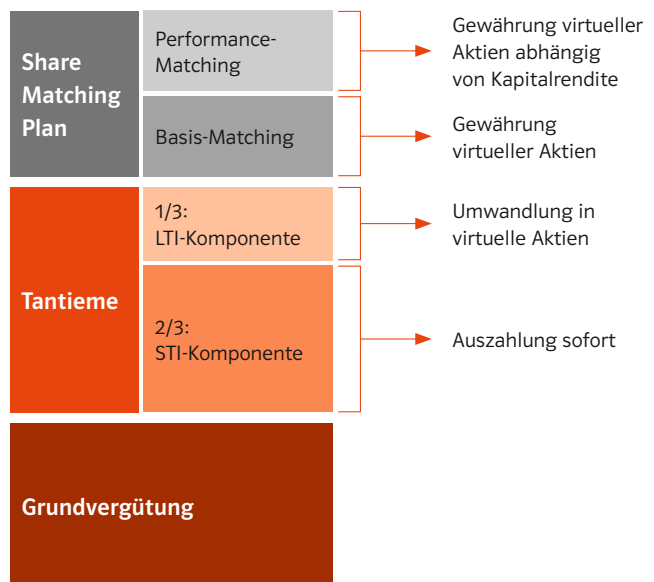 Share
Matching
Plan
Performance-
Matching
Gewährung virtueller
Aktien abhängig
von Kapitalrendite
Basis-Matching
Gewährung
virtueller Aktien
Tantieme
1/3:
LTI-Komponente
Umwandlung in
virtuelle Aktien
2/3:
STI-Komponente
Auszahlung sofort
Grundvergütung